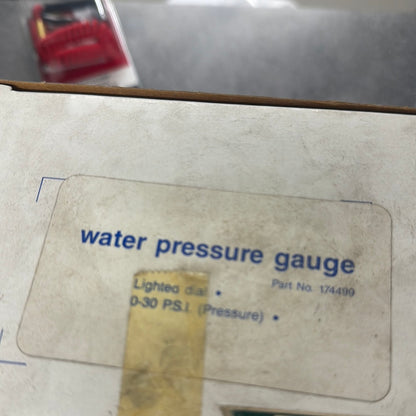 water pressure gauge
Part No. 174499
Lighted dial •
0-30 P.S.I. (Pressure) •